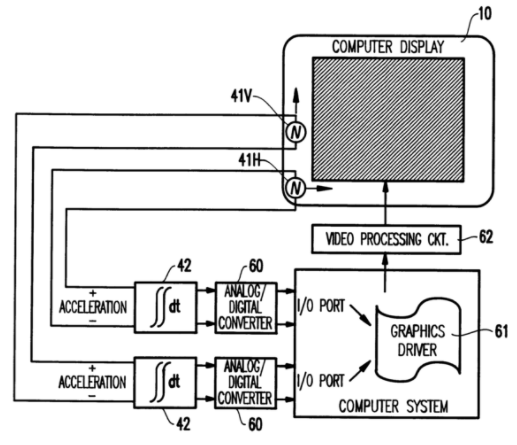 10
COMPUTER DISPLAY
41V
N
41H
N
VIDEO PROCESSING CKT.
62
42
60
+
ACCELERATION
−
∫∫dt
ANALOG/
DIGITAL
CONVERTER
I/O PORT
GRAPHICS
DRIVER
61
+
ACCELERATION
−
∫∫dt
ANALOG/
DIGITAL
CONVERTER
I/O PORT
COMPUTER SYSTEM
42
60